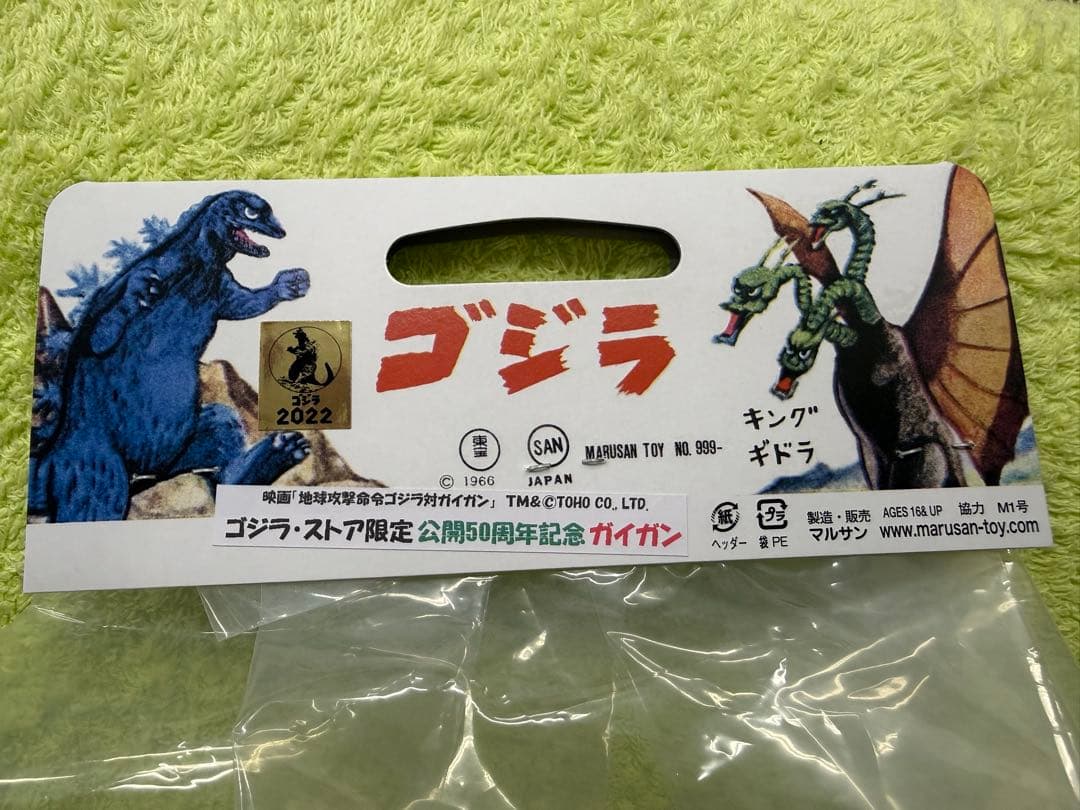 ゴジラ
ゴジラ
2022
キング
ギドラ
東宝
SAN
MARUSAN TOY NO. 999-
© 1966
JAPAN
映画「地球攻撃命令ゴジラ対ガイガン」 TM&©TOHO CO., LTD.
ゴジラ・ストア限定 公開50周年記念 ガイガン
紙
ヘッダー
プラ
袋 PE
製造・販売
マルサン
AGES 16& UP 協力 M1号
www.marusan-toy.com